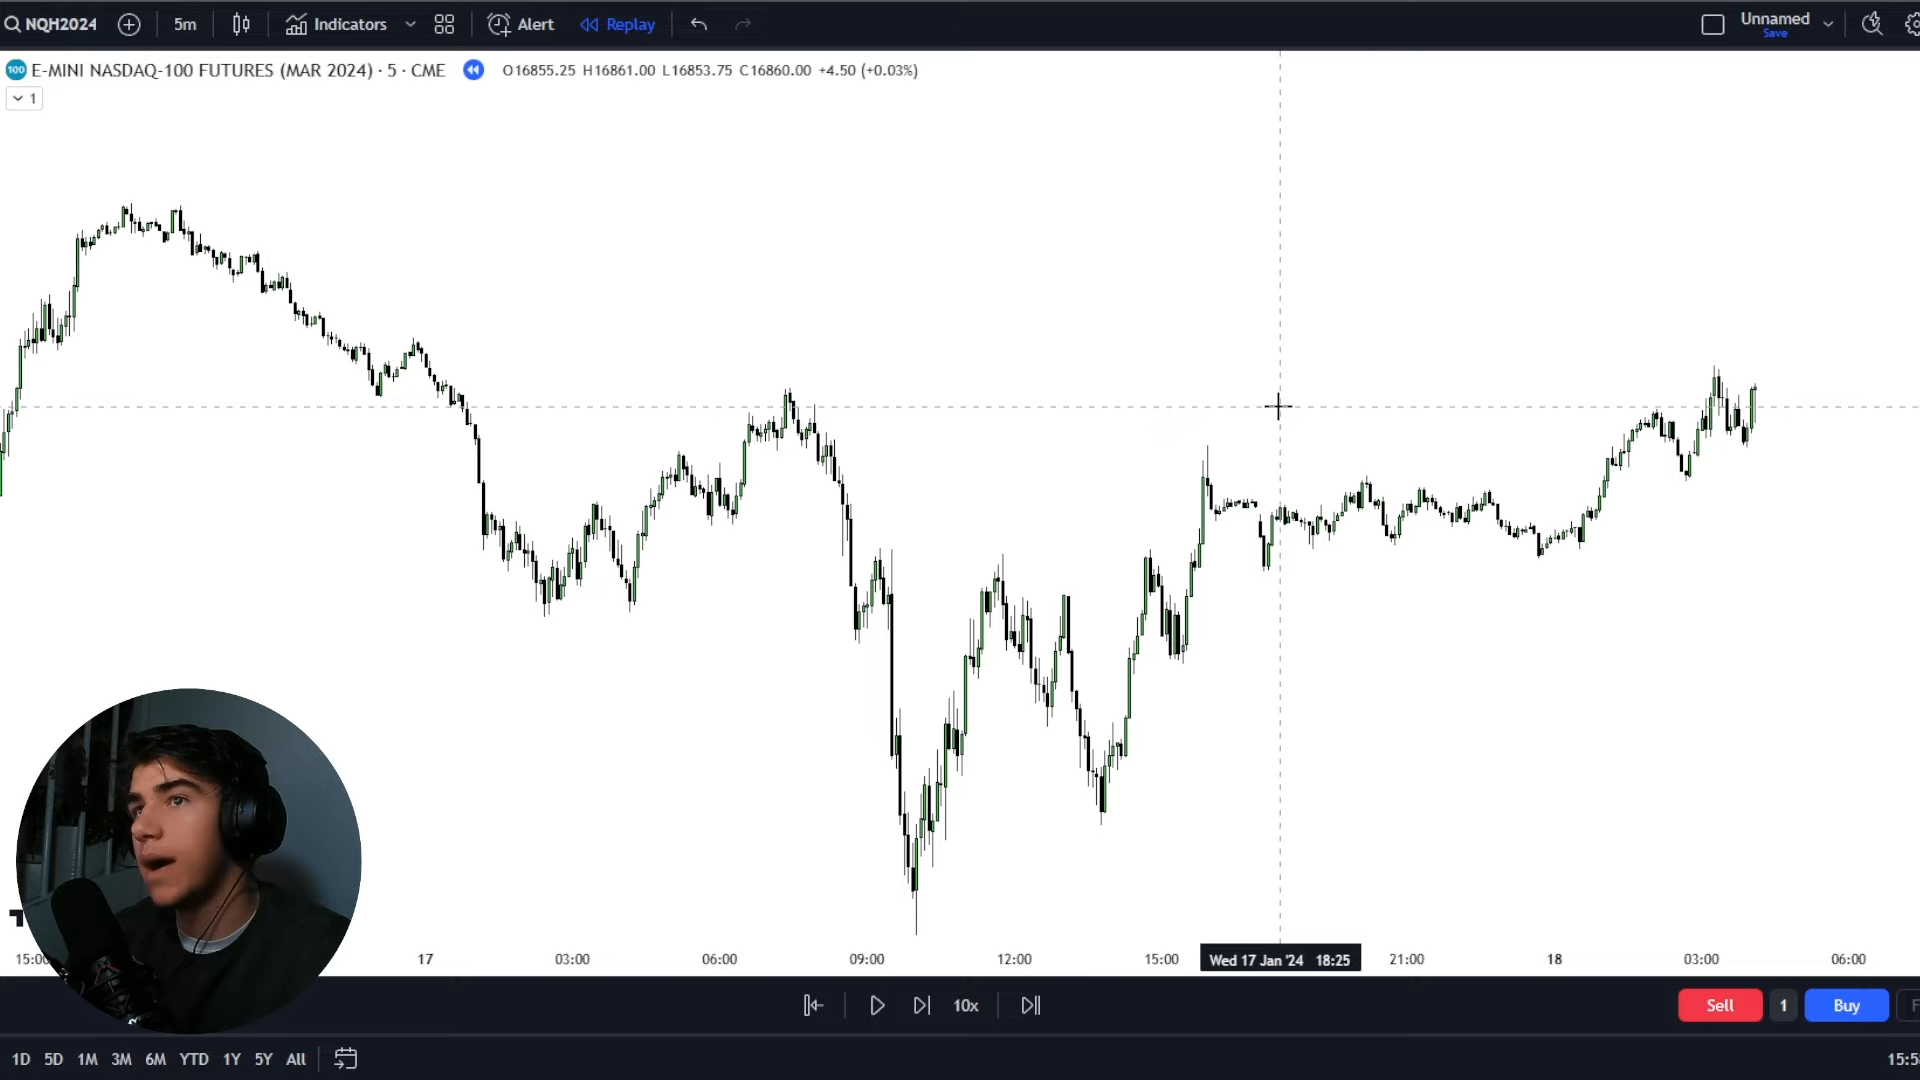 NQH2024 5m Indicators Alert Replay Unnamed
Save
100 E-MINI NASDAQ-100 FUTURES (MAR 2024) · 5 · CME O16855.25 H16861.00 L16853.75 C16860.00 +4.50 (+0.03%)
1
17 03:00 06:00 09:00 12:00 15:00 Wed 17 Jan '24 18:25 21:00 18 03:00 06:00
10x Sell 1 Buy
1D 5D 1M 3M 6M YTD 1Y 5Y All